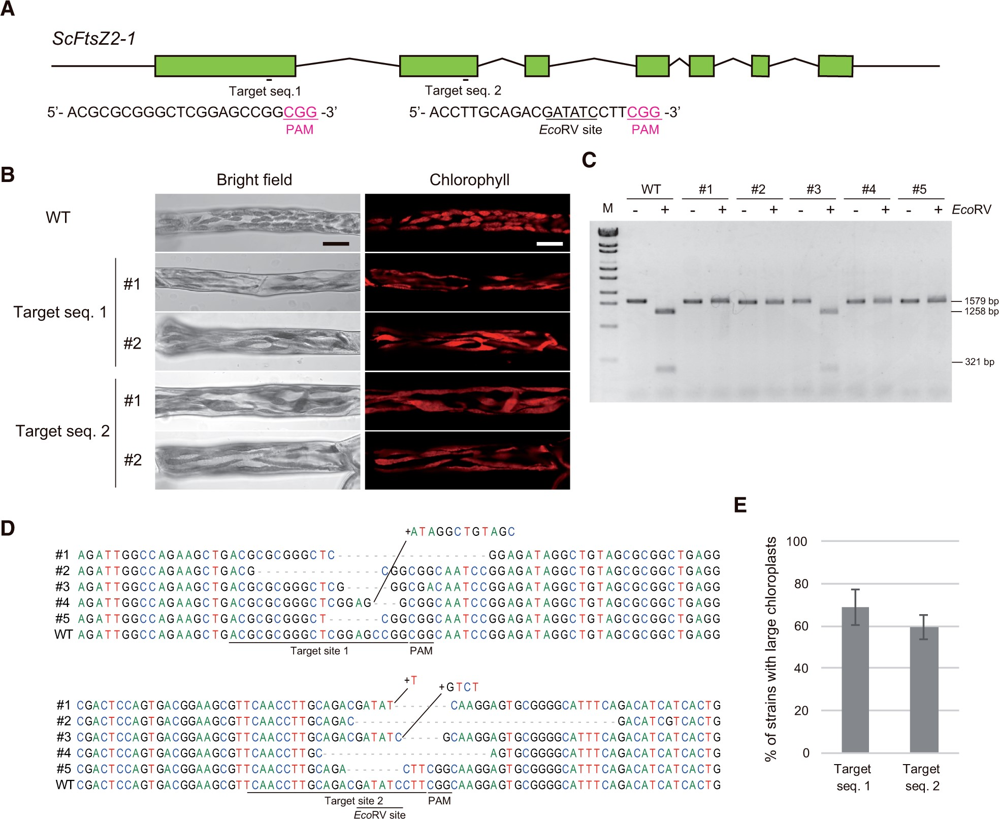 A
ScFtsZ2-1
Target seq.1
Target seq. 2
5’- ACGCGCGGGCTCGGAGCCGGCGG -3’
5’- ACCTTGCAGACGATATCCTTCGG -3’
PAM
EcoRV site
PAM
B
Bright field
Chlorophyll
WT
Target seq. 1
#1
#2
Target seq. 2
#1
#2
C
WT #1 #2 #3 #4 #5
M - + - + - + - + - + - + EcoRV
1579 bp
1258 bp
321 bp
D
+ATAGGCTGTAGC
#1 AGATTGGCCAGAAGCTGACGCGCGGGCTC-----------------GGAGATAGGCTGTAGCGCGGCTGAGG
#2 AGATTGGCCAGAAGCTGACG--------------CGGCGGCAATCCGGAGATAGGCTGTAGCGCGGCTGAGG
#3 AGATTGGCCAGAAGCTGACGCGCGGGCTCG-----GGCGACAATCCGGAGATAGGCTGTAGCGCGGCTGAGG
#4 AGATTGGCCAGAAGCTGACGCGCGGGCTCGGAG---GCGGCAATCCGGAGATAGGCTGTAGCGCGGCTGAGG
#5 AGATTGGCCAGAAGCTGACGCGCGGGCT------CGGCGGCAATCCGGAGATAGGCTGTAGCGCGGCTGAGG
WT AGATTGGCCAGAAGCTGACGCGCGGGCTCGGAGCCGGCGGCAATCCGGAGATAGGCTGTAGCGCGGCTGAGG
Target site 1
PAM
+T
+GTCT
#1 CGACTCCAGTGACGGAAGCGTTCAACCTTGCAGACGATAT-------CAAGGAGTGCGGGGCATTTCAGACATCATCACTG
#2 CGACTCCAGTGACGGAAGCGTTCAACCTTGCAGAC---------------------------------GACATCGTCACTG
#3 CGACTCCAGTGACGGAAGCGTTCAACCTTGCAGACGATATC-----GCAAGGAGTGCGGGGCATTTCAGACATCATCACTG
#4 CGACTCCAGTGACGGAAGCGTTCAACCTTGC---------------------AGTGCGGGGCATTTCAGACATCATCACTG
#5 CGACTCCAGTGACGGAAGCGTTCAACCTTGCAGA-------CTTCGGCAAGGAGTGCGGGGCATTTCAGACATCATCACTG
WT CGACTCCAGTGACGGAAGCGTTCAACCTTGCAGACGATATCCTTCGGCAAGGAGTGCGGGGCATTTCAGACATCATCACTG
Target site 2
PAM
EcoRV site
E
% of strains with large chloroplasts
100
80
60
40
20
0
Target seq. 1
Target seq. 2